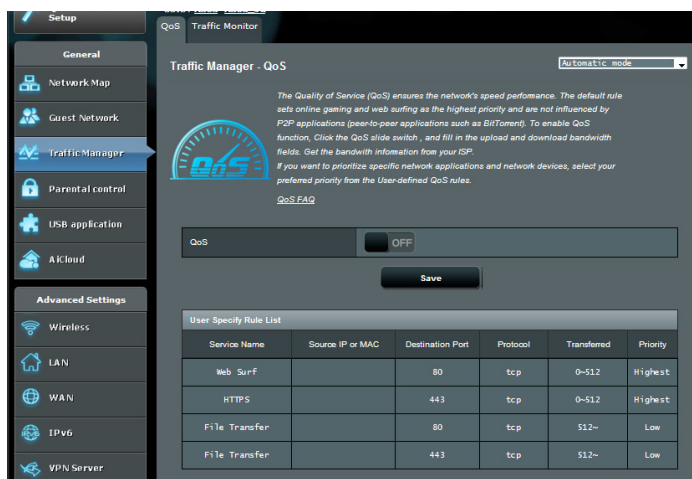 Setup
QoS Traffic Monitor
General
Network Map
Guest Network
Traffic Manager
Parental control
USB application
AiCloud
Advanced Settings
Wireless
LAN
WAN
IPv6
VPN Server
Traffic Manager - QoS
Automatic mode
The Quality of Service (QoS) ensures the network's speed performance. The default rule
sets online gaming and web surfing as the highest priority and are not influenced by
P2P applications (peer-to-peer applications such as BitTorrent). To enable QoS
function, Click the QoS slide switch , and fill in the upload and download bandwidth
fields. Get the bandwith information from your ISP.
If you want to prioritize specific network applications and network devices, select your
preferred priority from the User-defined QoS rules.
QoS
QoS FAQ
QoS OFF
Save
User Specify Rule List
Service Name Source IP or MAC Destination Port Protocol Transferred Priority
Web Surf 80 tcp 0~512 Highest
HTTPS 443 tcp 0~512 Highest
File Transfer 80 tcp 512~ Low
File Transfer 443 tcp 512~ Low